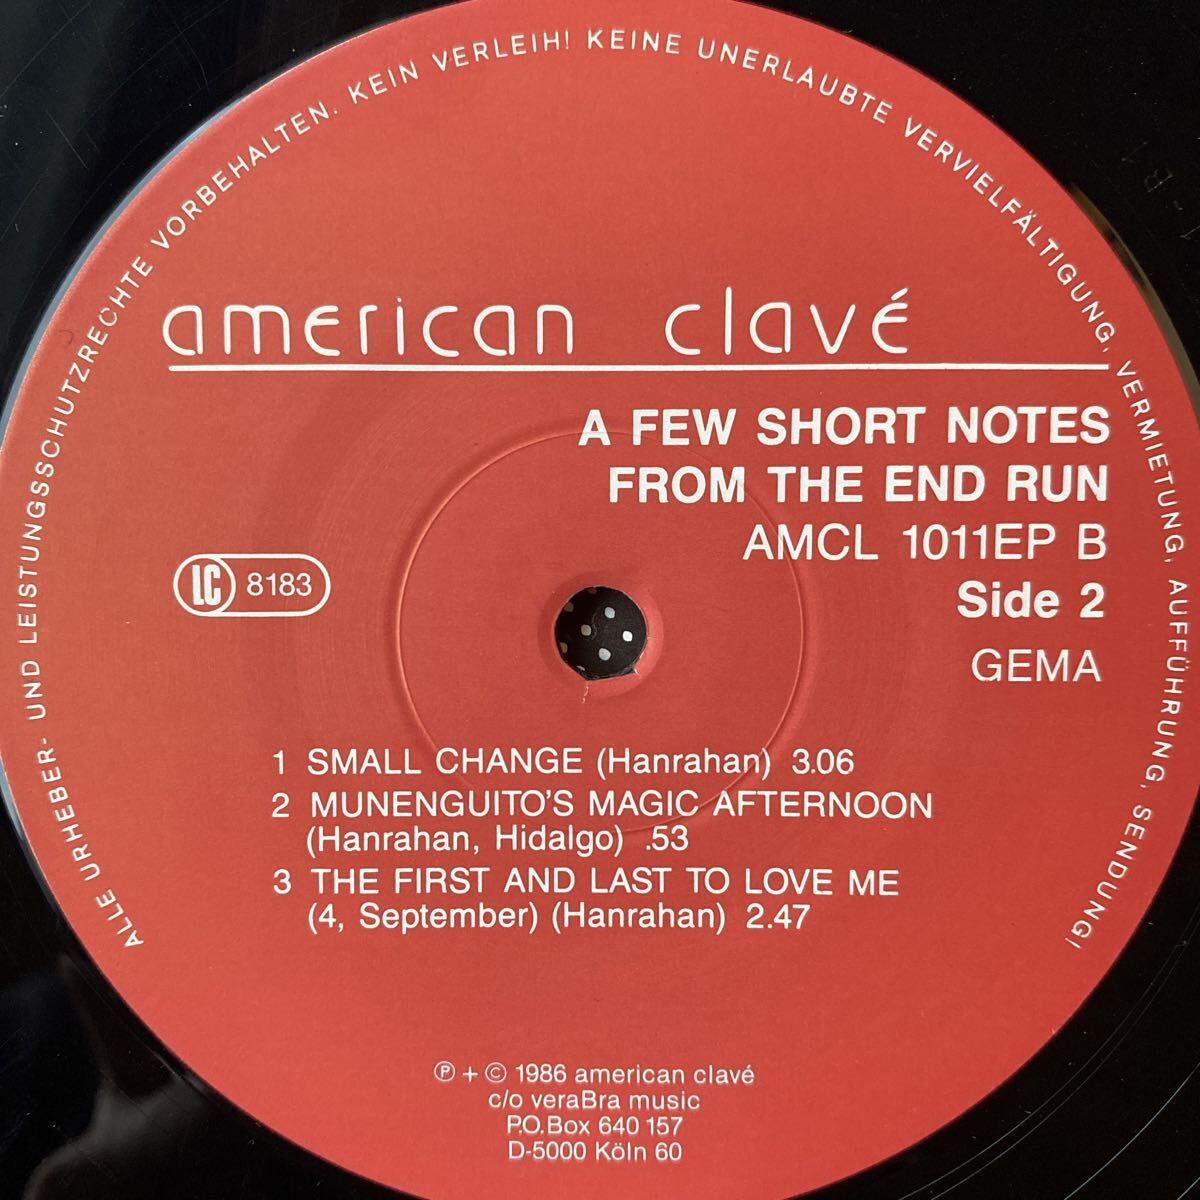 ALLE URHEBER- UND LEISTUNGSSCHUTZRECHTE VORBEHALTEN. KEIN VERLEIH! KEINE UNERLAUBTE VERVIELFÄLTIGUNG, VERMIETUNG, AUFFÜHRUNG, SENDUNG!
american clavé
A FEW SHORT NOTES
FROM THE END RUN
AMCL 1011EP B
LC 8183
Side 2
GEMA
1 SMALL CHANGE (Hanrahan) 3.06
2 MUNENGUITO'S MAGIC AFTERNOON
(Hanrahan, Hidalgo) .53
3 THE FIRST AND LAST TO LOVE ME
(4, September) (Hanrahan) 2.47
Ⓟ + © 1986 american clavé
c/o veraBra music
P.O.Box 640 157
D-5000 Köln 60